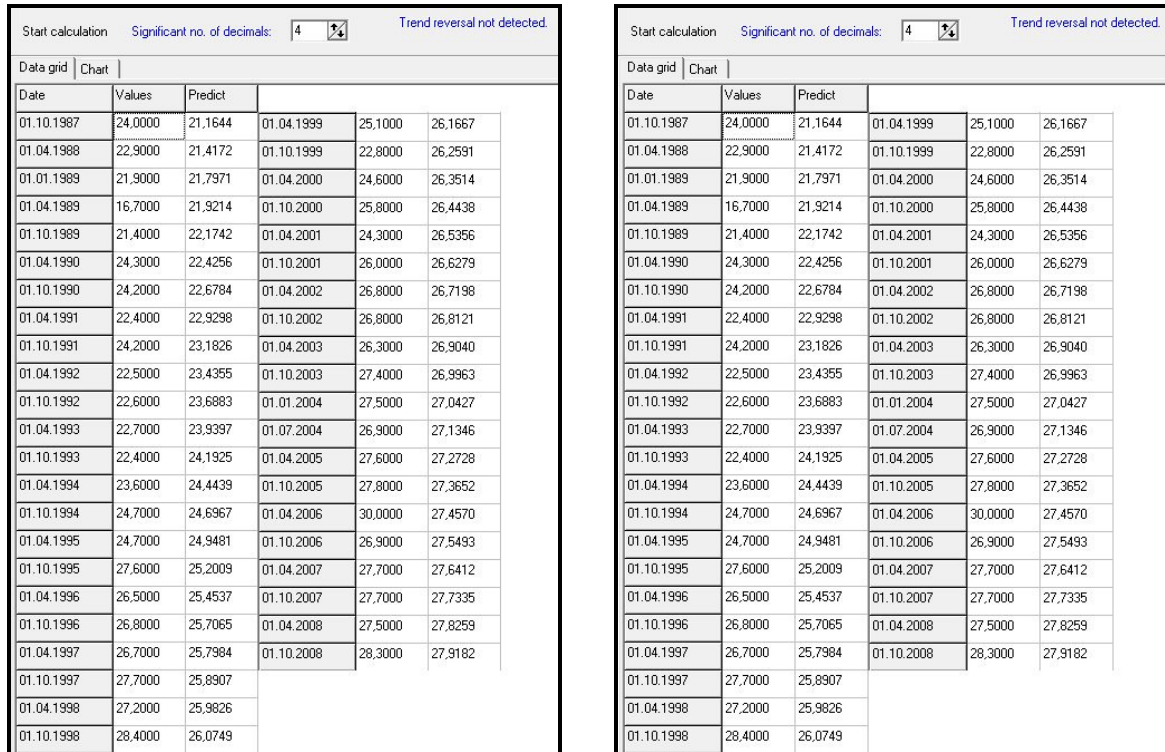 Start calculation Significant no. of decimals: 4 Trend reversal not detected.
Data grid Chart
Date Values Predict
01.10.1987 24,0000 21,1644 01.04.1999 25,1000 26,1667
01.04.1988 22,9000 21,4172 01.10.1999 22,8000 26,2591
01.01.1989 21,9000 21,7971 01.04.2000 24,6000 26,3514
01.04.1989 16,7000 21,9214 01.10.2000 25,8000 26,4438
01.10.1989 21,4000 22,1742 01.04.2001 24,3000 26,5356
01.04.1990 24,3000 22,4256 01.10.2001 26,0000 26,6279
01.10.1990 24,2000 22,6784 01.04.2002 26,8000 26,7198
01.04.1991 22,4000 22,9298 01.10.2002 26,8000 26,8121
01.10.1991 24,2000 23,1826 01.04.2003 26,3000 26,9040
01.04.1992 22,5000 23,4355 01.10.2003 27,4000 26,9963
01.10.1992 22,6000 23,6883 01.01.2004 27,5000 27,0427
01.04.1993 22,7000 23,9397 01.07.2004 26,9000 27,1346
01.10.1993 22,4000 24,1925 01.04.2005 27,6000 27,2728
01.04.1994 23,6000 24,4439 01.10.2005 27,8000 27,3652
01.10.1994 24,7000 24,6967 01.04.2006 30,0000 27,4570
01.04.1995 24,7000 24,9481 01.10.2006 26,9000 27,5493
01.10.1995 27,6000 25,2009 01.04.2007 27,7000 27,6412
01.04.1996 26,5000 25,4537 01.10.2007 27,7000 27,7335
01.10.1996 26,8000 25,7065 01.04.2008 27,5000 27,8259
01.04.1997 26,7000 25,7984 01.10.2008 28,3000 27,9182
01.10.1997 27,7000 25,8907
01.04.1998 27,2000 25,9826
01.10.1998 28,4000 26,0749
Start calculation Significant no. of decimals: 4 Trend reversal not detected.
Data grid Chart
Date Values Predict
01.10.1987 24,0000 21,1644 01.04.1999 25,1000 26,1667
01.04.1988 22,9000 21,4172 01.10.1999 22,8000 26,2591
01.01.1989 21,9000 21,7971 01.04.2000 24,6000 26,3514
01.04.1989 16,7000 21,9214 01.10.2000 25,8000 26,4438
01.10.1989 21,4000 22,1742 01.04.2001 24,3000 26,5356
01.04.1990 24,3000 22,4256 01.10.2001 26,0000 26,6279
01.10.1990 24,2000 22,6784 01.04.2002 26,8000 26,7198
01.04.1991 22,4000 22,9298 01.10.2002 26,8000 26,8121
01.10.1991 24,2000 23,1826 01.04.2003 26,3000 26,9040
01.04.1992 22,5000 23,4355 01.10.2003 27,4000 26,9963
01.10.1992 22,6000 23,6883 01.01.2004 27,5000 27,0427
01.04.1993 22,7000 23,9397 01.07.2004 26,9000 27,1346
01.10.1993 22,4000 24,1925 01.04.2005 27,6000 27,2728
01.04.1994 23,6000 24,4439 01.10.2005 27,8000 27,3652
01.10.1994 24,7000 24,6967 01.04.2006 30,0000 27,4570
01.04.1995 24,7000 24,9481 01.10.2006 26,9000 27,5493
01.10.1995 27,6000 25,2009 01.04.2007 27,7000 27,6412
01.04.1996 26,5000 25,4537 01.10.2007 27,7000 27,7335
01.10.1996 26,8000 25,7065 01.04.2008 27,5000 27,8259
01.04.1997 26,7000 25,7984 01.10.2008 28,3000 27,9182
01.10.1997 27,7000 25,8907
01.04.1998 27,2000 25,9826
01.10.1998 28,4000 26,0749